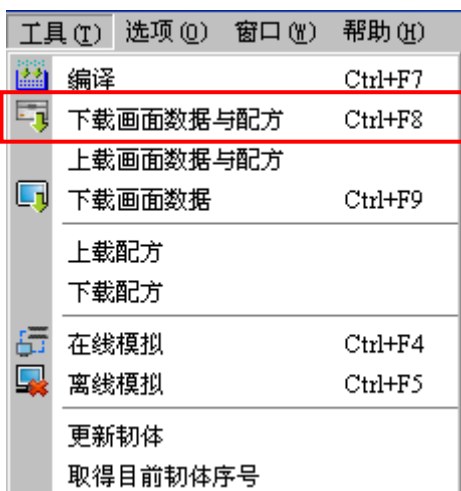 工具(T) 选项(O) 窗口(W) 帮助(H)
编译 Ctrl+F7
下载画面数据与配方 Ctrl+F8
上载画面数据与配方
下载画面数据 Ctrl+F9
上载配方
下载配方
在线模拟 Ctrl+F4
离线模拟 Ctrl+F5
更新韧体
取得目前韧体序号